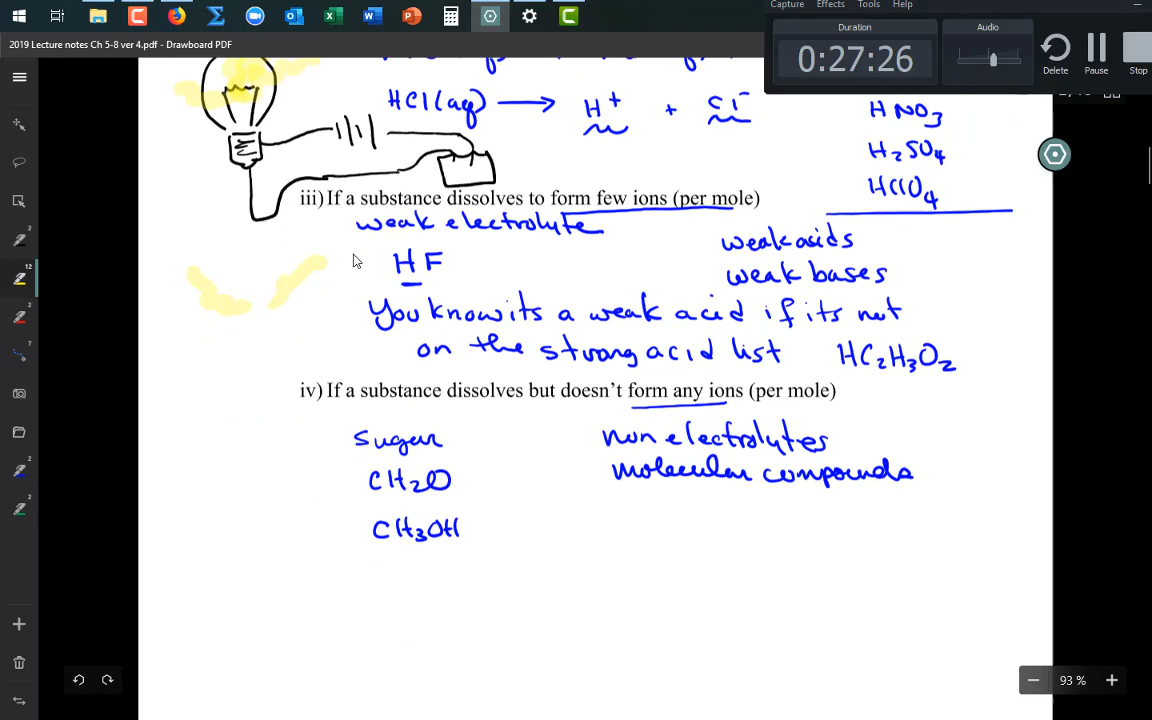 Capture Effects Tools Help
2019 Lecture notes Ch 5-8 ver 4.pdf - Drawboard PDF
Duration
Audio
0:27:26
Delete
Pause
Stop
HCl(aq) → H+ + Cl-
HNO3
H2SO4
HClO4
iii) If a substance dissolves to form few ions (per mole)
weak electrolyte
weak acids
HF
weak bases
You know its a weak acid if its not
on the strong acid list HC2H3O2
iv) If a substance dissolves but doesn't form any ions (per mole)
sugar
non electrolytes
CH2O
molecular compounds
CH3OH
93 %